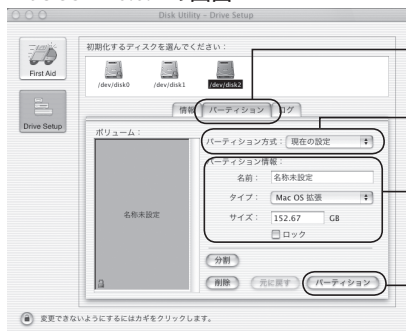 Disk Utility - Drive Setup
初期化するディスクを選んでください：
First Aid
/dev/disk0
/dev/disk1
/dev/disk2
Drive Setup
情報
パーティション
ログ
ボリューム：
パーティション方式：
現在の設定
パーティション情報：
名前：
名称未設定
タイプ：
Mac OS 拡張
サイズ：
152.67
GB
ロック
名称未設定
分割
削除
元に戻す
パーティション
変更できないようにするにはカギをクリックします。